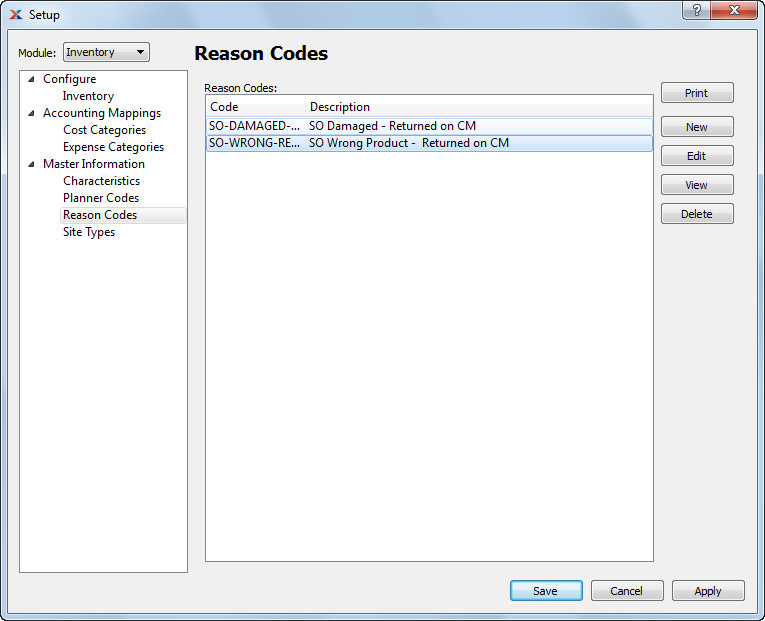 Setup
?
Module: Inventory
Reason Codes
Configure
Inventory
Accounting Mappings
Cost Categories
Expense Categories
Master Information
Characteristics
Planner Codes
Reason Codes
Site Types
Reason Codes:
Code Description
SO-DAMAGED-... SO Damaged - Returned on CM
SO-WRONG-RE... SO Wrong Product -  Returned on CM
Print
New
Edit
View
Delete
Save Cancel Apply